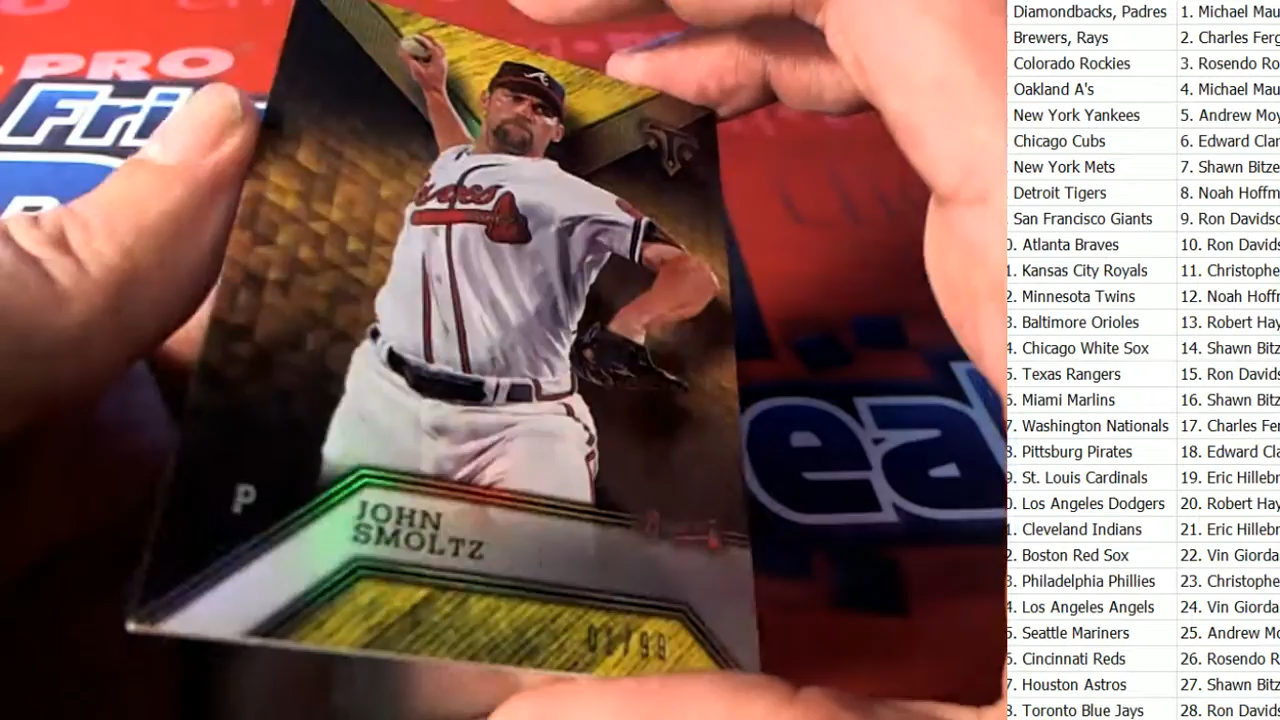 PRO
Fri
Braves
P
JOHN
SMOLTZ
/99
ea
Diamondbacks, Padres 1. Michael Mau
Brewers, Rays 2. Charles Ferg
Colorado Rockies 3. Rosendo Ro
Oakland A's 4. Michael Mau
New York Yankees 5. Andrew Moy
Chicago Cubs 6. Edward Clar
New York Mets 7. Shawn Bitze
Detroit Tigers 8. Noah Hoffm
San Francisco Giants 9. Ron Davidso
0. Atlanta Braves 10. Ron Davids
1. Kansas City Royals 11. Christophe
2. Minnesota Twins 12. Noah Hoffr
3. Baltimore Orioles 13. Robert Hay
4. Chicago White Sox 14. Shawn Bitz
5. Texas Rangers 15. Ron Davids
6. Miami Marlins 16. Shawn Bitz
7. Washington Nationals 17. Charles Fer
8. Pittsburg Pirates 18. Edward Cla
9. St. Louis Cardinals 19. Eric Hillebr
0. Los Angeles Dodgers 20. Robert Hay
1. Cleveland Indians 21. Eric Hillebr
2. Boston Red Sox 22. Vin Giorda
3. Philadelphia Phillies 23. Christophe
4. Los Angeles Angels 24. Vin Giorda
5. Seattle Mariners 25. Andrew Mo
6. Cincinnati Reds 26. Rosendo R
7. Houston Astros 27. Shawn Bitz
8. Toronto Blue Jays 28. Ron Davids